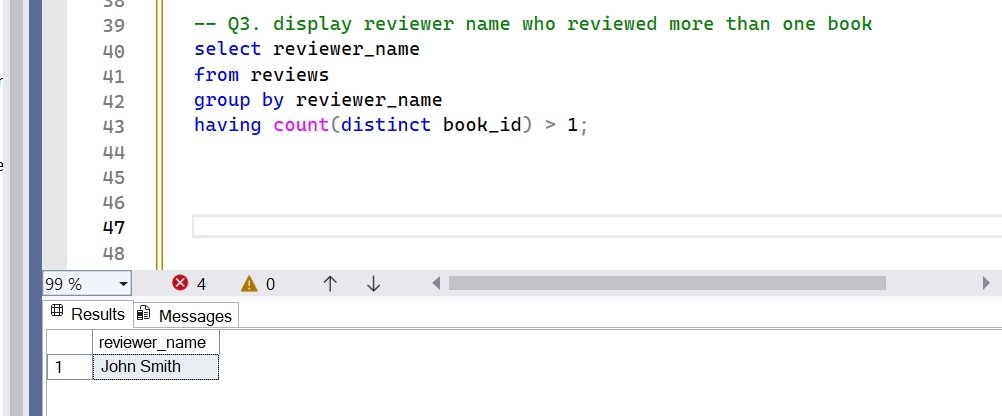 38
39 -- Q3. display reviewer name who reviewed more than one book
40 select reviewer_name
41 from reviews
42 group by reviewer_name
43 having count(distinct book_id) > 1;
44
45
46
47
48
99 % 4 0
Results Messages
reviewer_name
1 John Smith